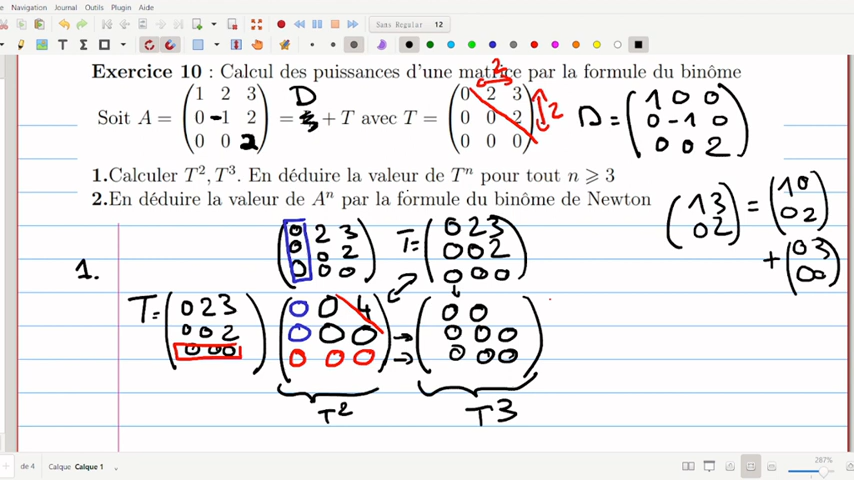 Navigation Journal Outils Plugin Aide
Sans Regular 12
Exercice 10 : Calcul des puissances d'une matrice par la formule du binôme
2
Soit A = ( 1 2 3 D ( 0 2 3
0 -1 2 = + T avec T = 0 0 2 2
0 0 2 ) 0 0 0 )
D = ( 1 0 0
0 -1 0
0 0 2 )
1.Calculer T², T³. En déduire la valeur de Tⁿ pour tout n ⩾ 3
2.En déduire la valeur de Aⁿ par la formule du binôme de Newton
( 1 3 = ( 1 0
0 2 ) 0 2 )
+ ( 0 3
0 0 )
1.
( 0 2 3
0 0 2
0 0 0 )
T= ( 0 2 3
0 0 2
0 0 0 )
T= ( 0 2 3
0 0 2
0 0 0 )
( 0 0 4
0 0 0
0 0 0 )
( 0 0
0 0 0
0 0 0 )
T² T3
de 4 Calque Calque 1 287%